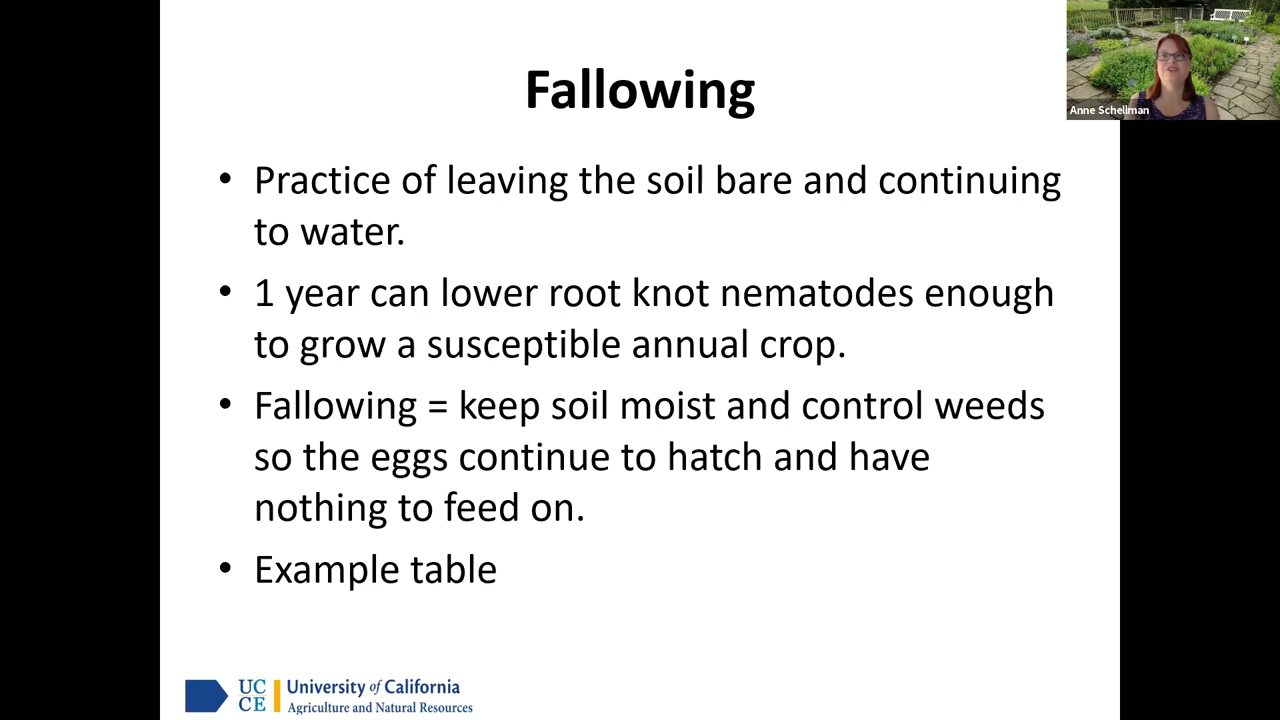 Fallowing
Anne Schellman
• Practice of leaving the soil bare and continuing
to water.
• 1 year can lower root knot nematodes enough
to grow a susceptible annual crop.
• Fallowing = keep soil moist and control weeds
so the eggs continue to hatch and have
nothing to feed on.
• Example table
UC
CE
University of California
Agriculture and Natural Resources